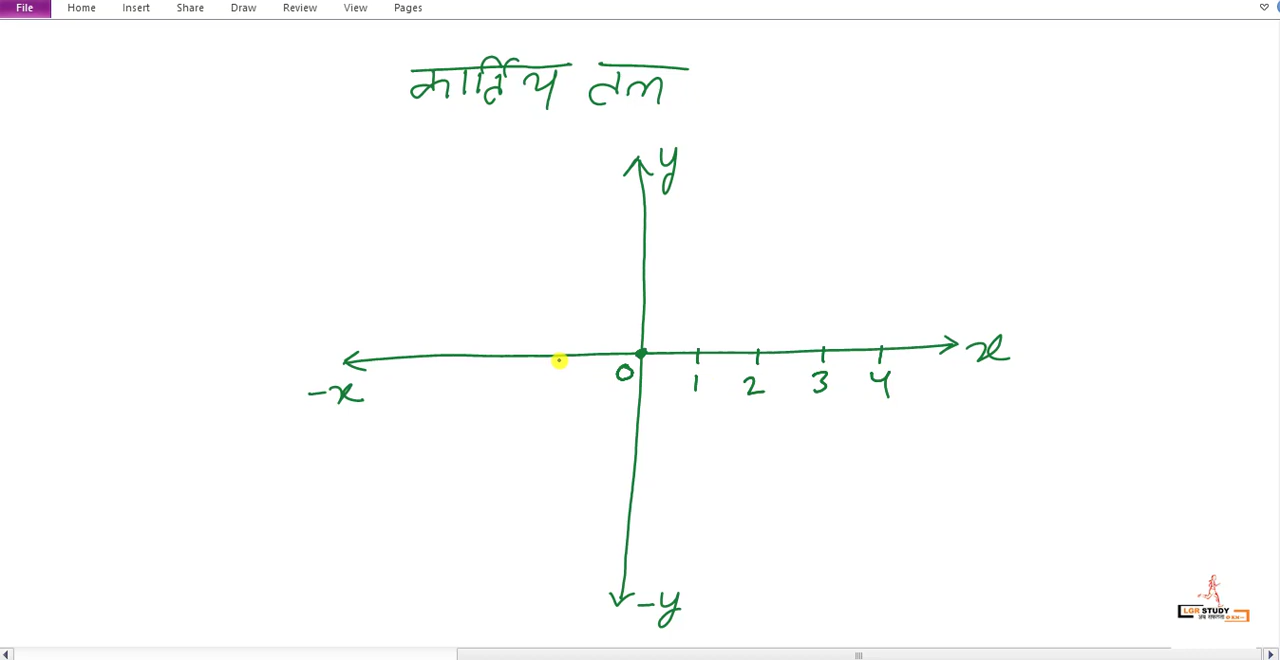 File Home Insert Share Draw Review View Pages
कार्तिय तल
y
x
-x
0 1 2 3 4
-y
LGR STUDY